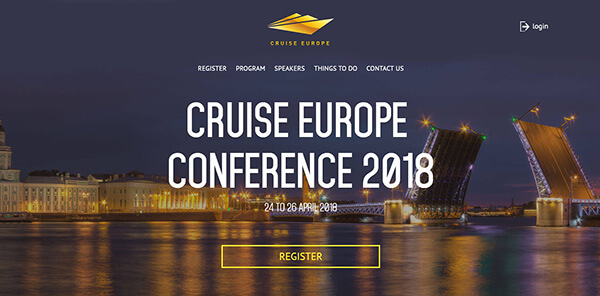 CRUISE EUROPE
login
REGISTER PROGRAM SPEAKERS THINGS TO DO CONTACT US
CRUISE EUROPE
CONFERENCE 2018
24 TO 26 APRIL 2018
REGISTER